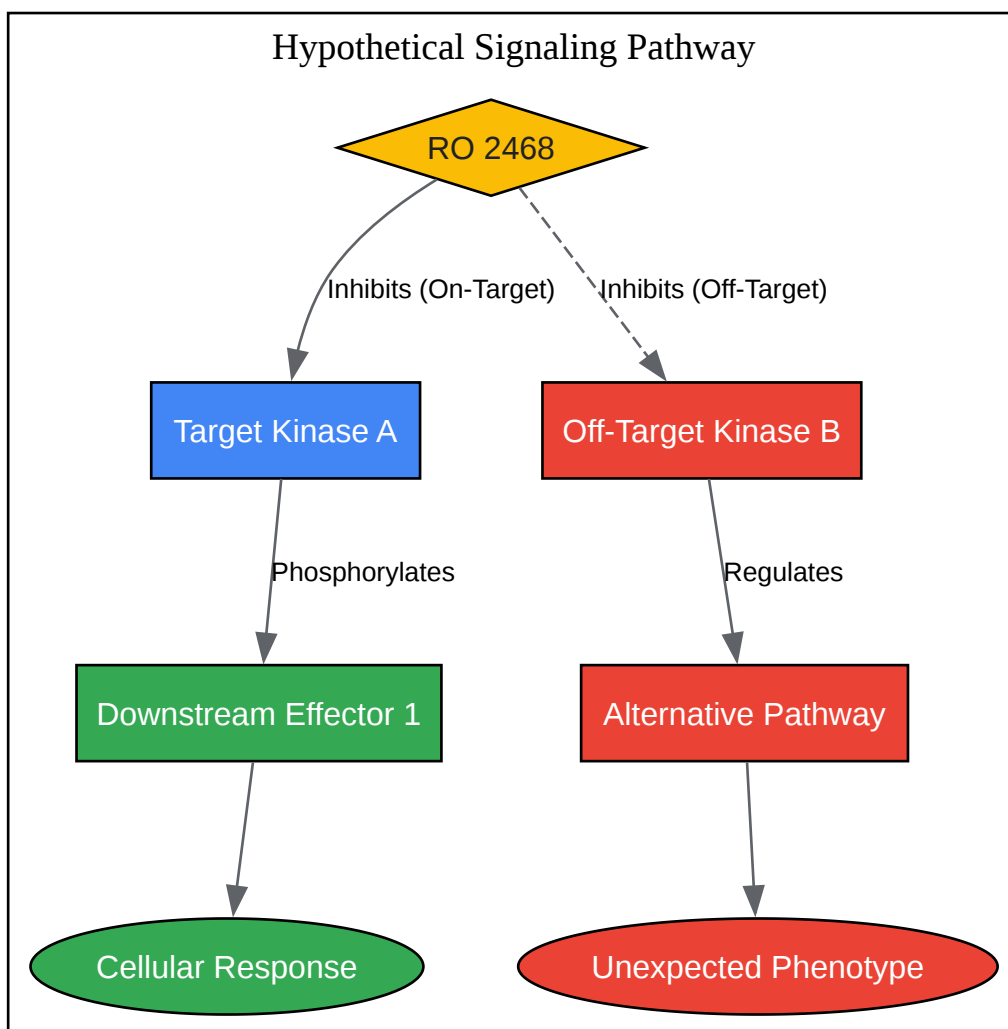 Hypothetical Signaling Pathway
RO 2468
Inhibits (On-Target)
Inhibits (Off-Target)
Target Kinase A
Off-Target Kinase B
Phosphorylates
Regulates
Downstream Effector 1
Alternative Pathway
Cellular Response
Unexpected Phenotype